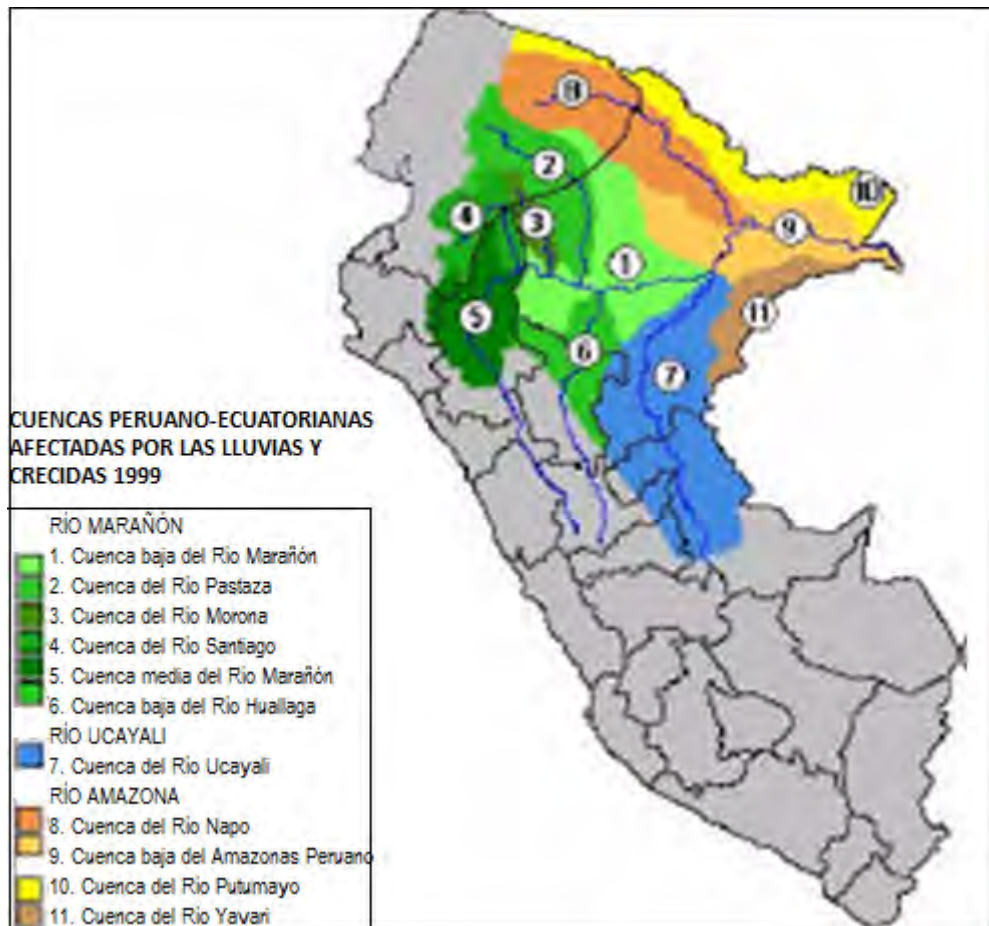 8
10
2
4
3
9
1
11
5
6
7
CUENCAS PERUANO-ECUATORIANAS
AFECTADAS POR LAS LLUVIAS Y
CRECIDAS 1999
RÍO MARAÑÓN
1. Cuenca baja del Río Marañón
2. Cuenca del Río Pastaza
3. Cuenca del Río Morona
4. Cuenca del Río Santiago
5. Cuenca media del Río Marañón
6. Cuenca baja del Río Huallaga
RÍO UCAYALI
7. Cuenca del Río Ucayali
RÍO AMAZONA
8. Cuenca del Río Napo
9. Cuenca baja del Amazonas Peruano
10. Cuenca del Río Putumayo
11. Cuenca del Río Yavari